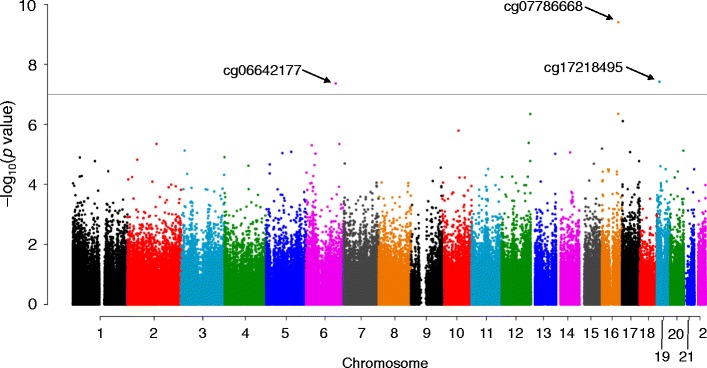 10
cg07786668
8
cg06642177
cg17218495
6
4
2
0
–log10(p value)
1 2 3 4 5 6 7 8 9 10 11 12 13 14 15 16 17 18 20 2
19 21
Chromosome